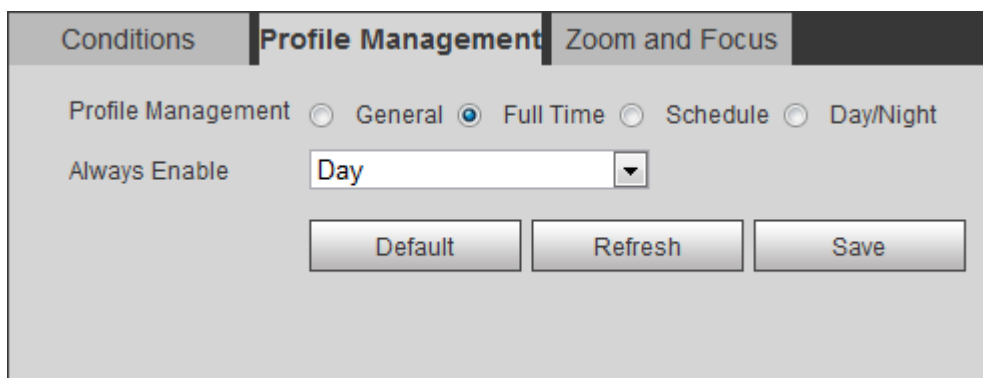 Conditions Profile Management Zoom and Focus
Profile Management General Full Time Schedule Day/Night
Always Enable Day
Default Refresh Save